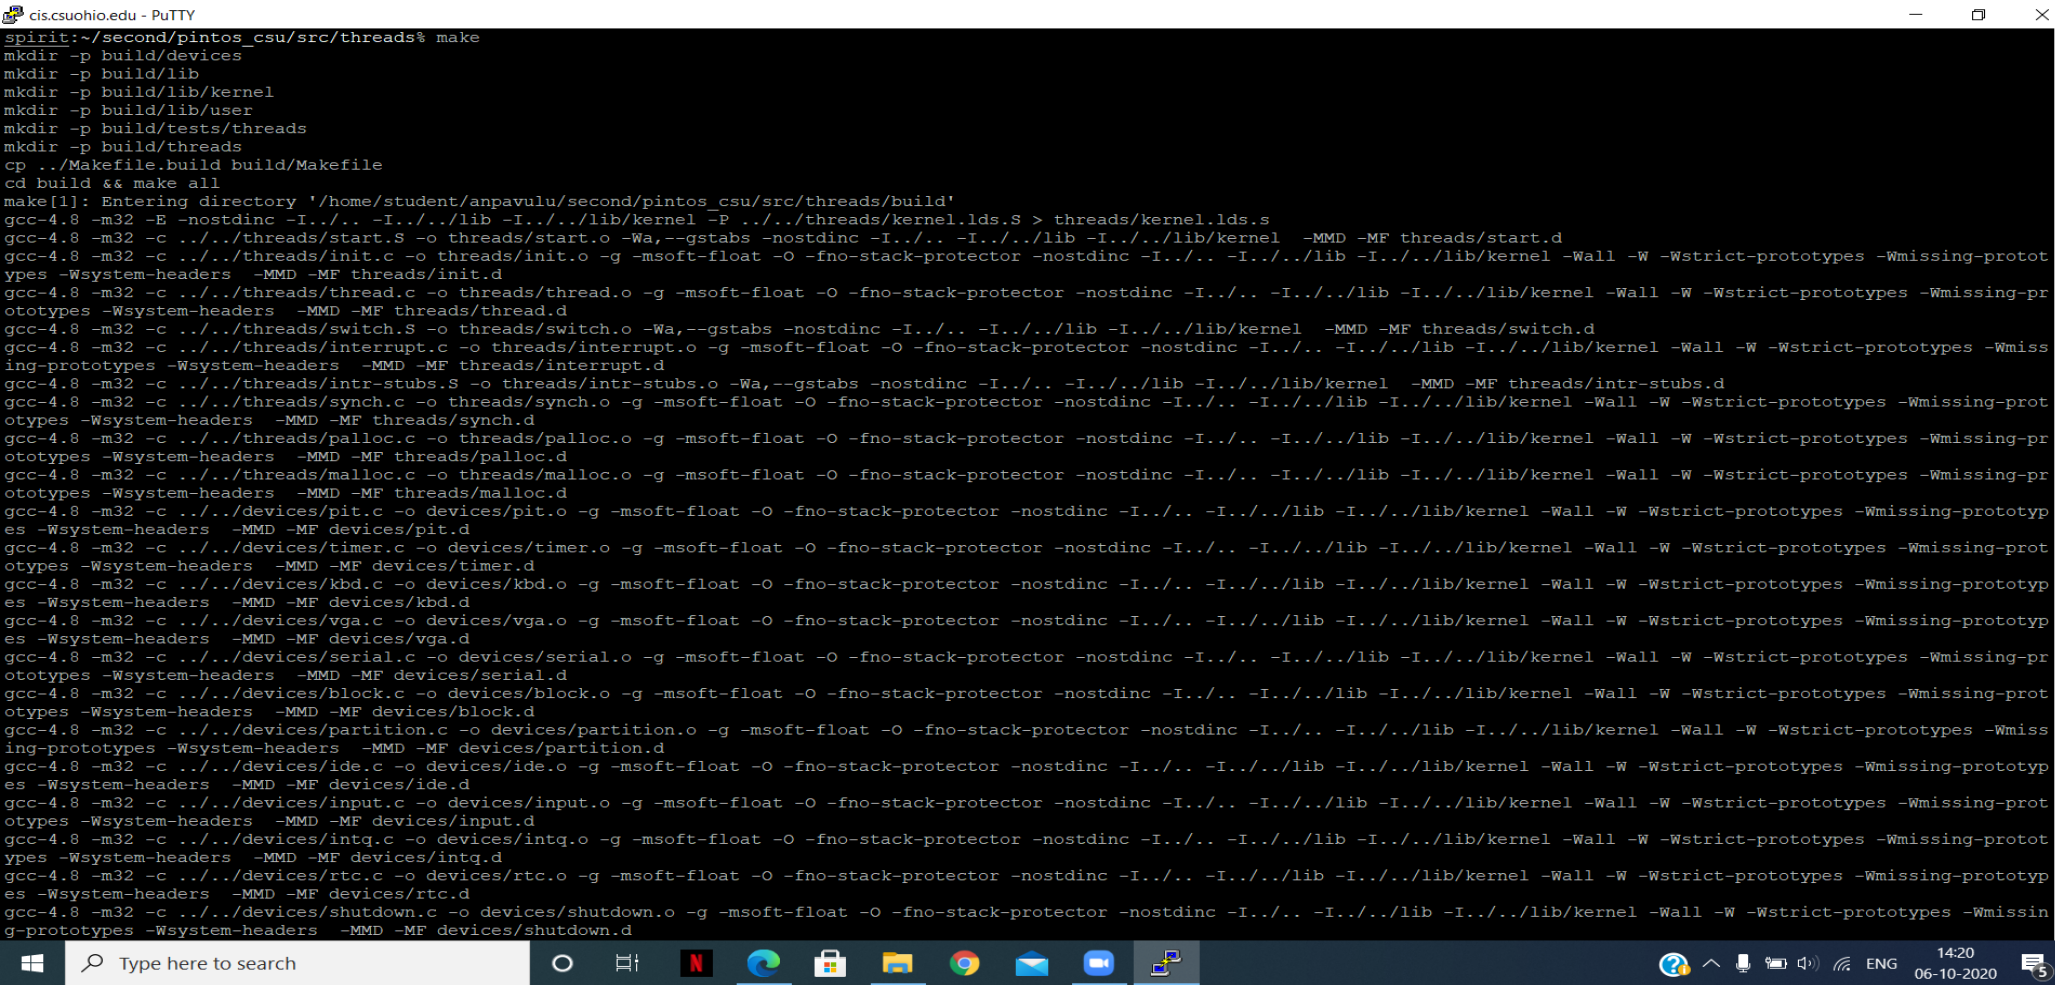 cis.csuohio.edu - PuTTY
spirit:~/second/pintos_csu/src/threads% make
mkdir -p build/devices
mkdir -p build/lib
mkdir -p build/lib/kernel
mkdir -p build/lib/user
mkdir -p build/tests/threads
mkdir -p build/threads
cp ../Makefile.build build/Makefile
cd build && make all
make[1]: Entering directory '/home/student/anpavulu/second/pintos_csu/src/threads/build'
gcc-4.8 -m32 -E -nostdinc -I../.. -I../../lib -I../../lib/kernel -P ../../threads/kernel.lds.S > threads/kernel.lds.s
gcc-4.8 -m32 -c ../../threads/start.S -o threads/start.o -Wa,--gstabs -nostdinc -I../.. -I../../lib -I../../lib/kernel  -MMD -MF threads/start.d
gcc-4.8 -m32 -c ../../threads/init.c -o threads/init.o -g -msoft-float -O -fno-stack-protector -nostdinc -I../.. -I../../lib -I../../lib/kernel -Wall -W -Wstrict-prototypes -Wmissing-protot
ypes -Wsystem-headers  -MMD -MF threads/init.d
gcc-4.8 -m32 -c ../../threads/thread.c -o threads/thread.o -g -msoft-float -O -fno-stack-protector -nostdinc -I../.. -I../../lib -I../../lib/kernel -Wall -W -Wstrict-prototypes -Wmissing-pr
ototypes -Wsystem-headers  -MMD -MF threads/thread.d
gcc-4.8 -m32 -c ../../threads/switch.S -o threads/switch.o -Wa,--gstabs -nostdinc -I../.. -I../../lib -I../../lib/kernel  -MMD -MF threads/switch.d
gcc-4.8 -m32 -c ../../threads/interrupt.c -o threads/interrupt.o -g -msoft-float -O -fno-stack-protector -nostdinc -I../.. -I../../lib -I../../lib/kernel -Wall -W -Wstrict-prototypes -Wmiss
ing-prototypes -Wsystem-headers  -MMD -MF threads/interrupt.d
gcc-4.8 -m32 -c ../../threads/intr-stubs.S -o threads/intr-stubs.o -Wa,--gstabs -nostdinc -I../.. -I../../lib -I../../lib/kernel  -MMD -MF threads/intr-stubs.d
gcc-4.8 -m32 -c ../../threads/synch.c -o threads/synch.o -g -msoft-float -O -fno-stack-protector -nostdinc -I../.. -I../../lib -I../../lib/kernel -Wall -W -Wstrict-prototypes -Wmissing-prot
otypes -Wsystem-headers  -MMD -MF threads/synch.d
gcc-4.8 -m32 -c ../../threads/palloc.c -o threads/palloc.o -g -msoft-float -O -fno-stack-protector -nostdinc -I../.. -I../../lib -I../../lib/kernel -Wall -W -Wstrict-prototypes -Wmissing-pr
ototypes -Wsystem-headers  -MMD -MF threads/palloc.d
gcc-4.8 -m32 -c ../../threads/malloc.c -o threads/malloc.o -g -msoft-float -O -fno-stack-protector -nostdinc -I../.. -I../../lib -I../../lib/kernel -Wall -W -Wstrict-prototypes -Wmissing-pr
ototypes -Wsystem-headers  -MMD -MF threads/malloc.d
gcc-4.8 -m32 -c ../../devices/pit.c -o devices/pit.o -g -msoft-float -O -fno-stack-protector -nostdinc -I../.. -I../../lib -I../../lib/kernel -Wall -W -Wstrict-prototypes -Wmissing-prototyp
es -Wsystem-headers  -MMD -MF devices/pit.d
gcc-4.8 -m32 -c ../../devices/timer.c -o devices/timer.o -g -msoft-float -O -fno-stack-protector -nostdinc -I../.. -I../../lib -I../../lib/kernel -Wall -W -Wstrict-prototypes -Wmissing-prot
otypes -Wsystem-headers  -MMD -MF devices/timer.d
gcc-4.8 -m32 -c ../../devices/kbd.c -o devices/kbd.o -g -msoft-float -O -fno-stack-protector -nostdinc -I../.. -I../../lib -I../../lib/kernel -Wall -W -Wstrict-prototypes -Wmissing-prototyp
es -Wsystem-headers  -MMD -MF devices/kbd.d
gcc-4.8 -m32 -c ../../devices/vga.c -o devices/vga.o -g -msoft-float -O -fno-stack-protector -nostdinc -I../.. -I../../lib -I../../lib/kernel -Wall -W -Wstrict-prototypes -Wmissing-prototyp
es -Wsystem-headers  -MMD -MF devices/vga.d
gcc-4.8 -m32 -c ../../devices/serial.c -o devices/serial.o -g -msoft-float -O -fno-stack-protector -nostdinc -I../.. -I../../lib -I../../lib/kernel -Wall -W -Wstrict-prototypes -Wmissing-pr
ototypes -Wsystem-headers  -MMD -MF devices/serial.d
gcc-4.8 -m32 -c ../../devices/block.c -o devices/block.o -g -msoft-float -O -fno-stack-protector -nostdinc -I../.. -I../../lib -I../../lib/kernel -Wall -W -Wstrict-prototypes -Wmissing-prot
otypes -Wsystem-headers  -MMD -MF devices/block.d
gcc-4.8 -m32 -c ../../devices/partition.c -o devices/partition.o -g -msoft-float -O -fno-stack-protector -nostdinc -I../.. -I../../lib -I../../lib/kernel -Wall -W -Wstrict-prototypes -Wmiss
ing-prototypes -Wsystem-headers  -MMD -MF devices/partition.d
gcc-4.8 -m32 -c ../../devices/ide.c -o devices/ide.o -g -msoft-float -O -fno-stack-protector -nostdinc -I../.. -I../../lib -I../../lib/kernel -Wall -W -Wstrict-prototypes -Wmissing-prototyp
es -Wsystem-headers  -MMD -MF devices/ide.d
gcc-4.8 -m32 -c ../../devices/input.c -o devices/input.o -g -msoft-float -O -fno-stack-protector -nostdinc -I../.. -I../../lib -I../../lib/kernel -Wall -W -Wstrict-prototypes -Wmissing-prot
otypes -Wsystem-headers  -MMD -MF devices/input.d
gcc-4.8 -m32 -c ../../devices/intq.c -o devices/intq.o -g -msoft-float -O -fno-stack-protector -nostdinc -I../.. -I../../lib -I../../lib/kernel -Wall -W -Wstrict-prototypes -Wmissing-protot
ypes -Wsystem-headers  -MMD -MF devices/intq.d
gcc-4.8 -m32 -c ../../devices/rtc.c -o devices/rtc.o -g -msoft-float -O -fno-stack-protector -nostdinc -I../.. -I../../lib -I../../lib/kernel -Wall -W -Wstrict-prototypes -Wmissing-prototyp
es -Wsystem-headers  -MMD -MF devices/rtc.d
gcc-4.8 -m32 -c ../../devices/shutdown.c -o devices/shutdown.o -g -msoft-float -O -fno-stack-protector -nostdinc -I../.. -I../../lib -I../../lib/kernel -Wall -W -Wstrict-prototypes -Wmissin
g-prototypes -Wsystem-headers  -MMD -MF devices/shutdown.d
Type here to search
N
ENG
14:20
06-10-2020
5